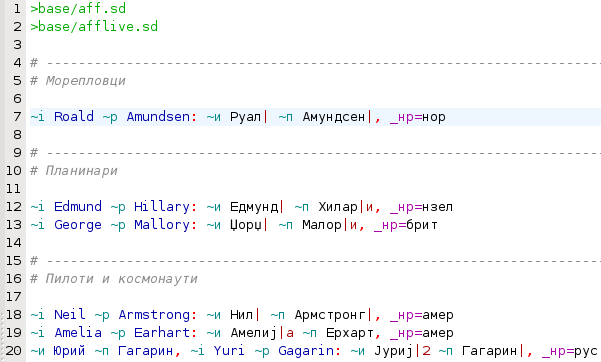 1 >base/aff.sd
2 >base/afflive.sd
3
4 # ----------------------------------------------------------------------
5 # Морепловци
6
7 ~i Roald ~p Amundsen: ~и Руал| ~п Амундсен|, _нр=нор
8
9 # ----------------------------------------------------------------------
10 # Планинари
11
12 ~i Edmund ~p Hillary: ~и Едмунд| ~п Хилар|и, _нр=нзел
13 ~i George ~p Mallory: ~и Џорџ| ~п Малор|и, _нр=брит
14
15 # ----------------------------------------------------------------------
16 # Пилоти и космонаути
17
18 ~i Neil ~p Armstrong: ~и Нил| ~п Армстронг|, _нр=амер
19 ~i Amelia ~p Earhart: ~и Амелиј|а ~п Ерхарт, _нр=амер
20 ~и Юрий ~п Гагарин, ~i Yuri ~p Gagarin: ~и Јуриј|2 ~п Гагарин|, _нр=рус